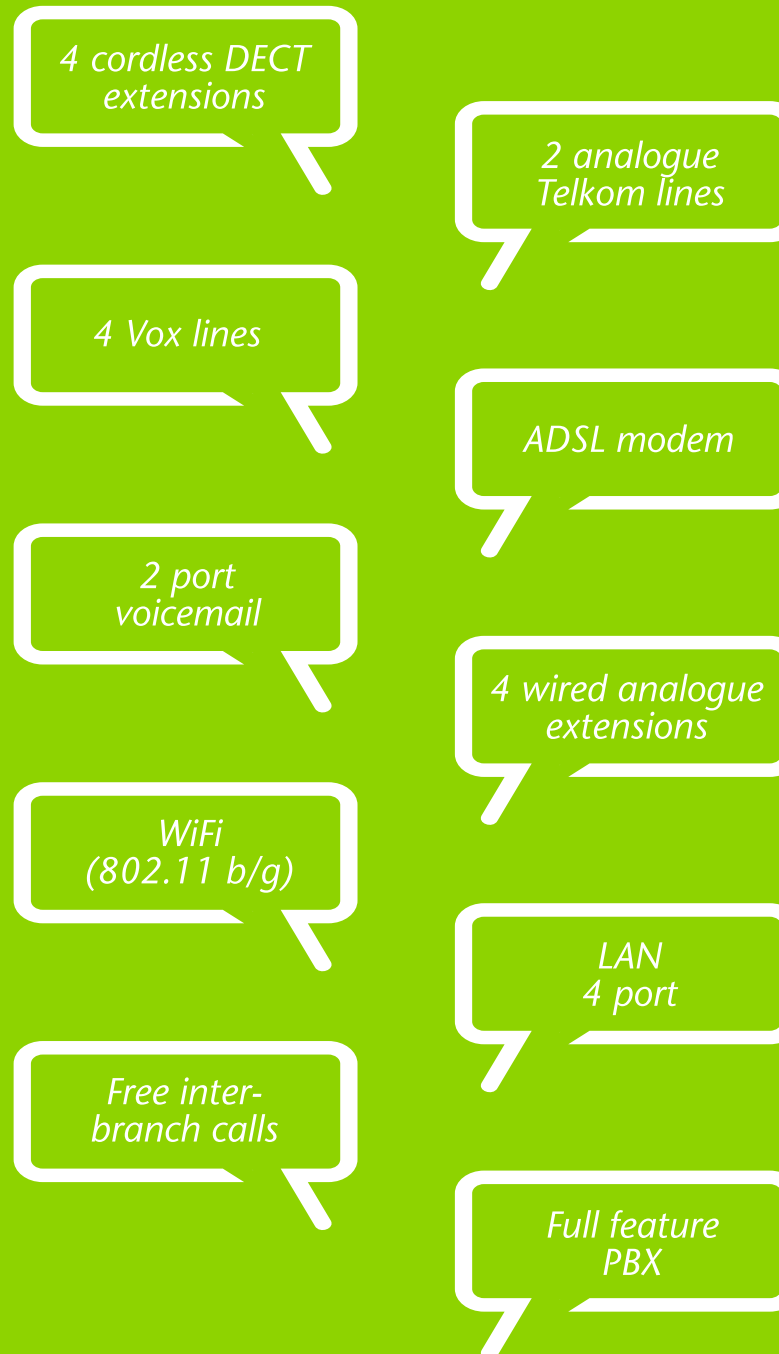 4 cordless DECT
extensions
2 analogue
Telkom lines
4 Vox lines
ADSL modem
2 port
voicemail
4 wired analogue
extensions
WiFi
(802.11 b/g)
LAN
4 port
Free inter-
branch calls
Full feature
PBX